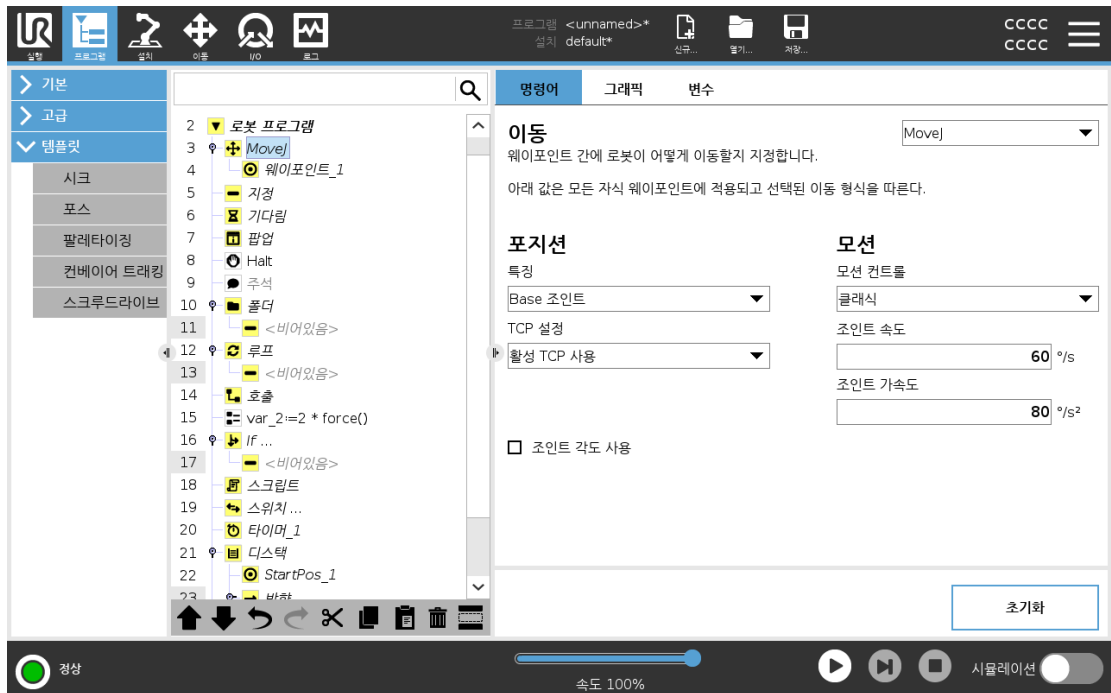 프로그램 <unnamed>*
설치 default*
실행
프로그램
설치
이동
I/O
로그
신규...
열기...
저장...
cccc
cccc
기본
고급
템플릿
시크
포스
팔레타이징
컨베이어 트래킹
스크루드라이브
2 로봇 프로그램
3 MoveJ
4 웨이포인트_1
5 지정
6 기다림
7 팝업
8 Halt
9 주석
10 폴더
11 <비어있음>
12 루프
13 <비어있음>
14 호출
15 var_2≔2 * force()
16 If ...
17 <비어있음>
18 스크립트
19 스위치 ...
20 타이머_1
21 디스택
22 StartPos_1
23 방향
명령어 그래픽 변수
이동
MoveJ
웨이포인트 간에 로봇이 어떻게 이동할지 지정합니다.
아래 값은 모든 자식 웨이포인트에 적용되고 선택된 이동 형식을 따른다.
포지션
특징
Base 조인트
TCP 설정
활성 TCP 사용
조인트 각도 사용
모션
모션 컨트롤
클래식
조인트 속도
60 °/s
조인트 가속도
80 °/s²
초기화
정상
속도 100%
시뮬레이션